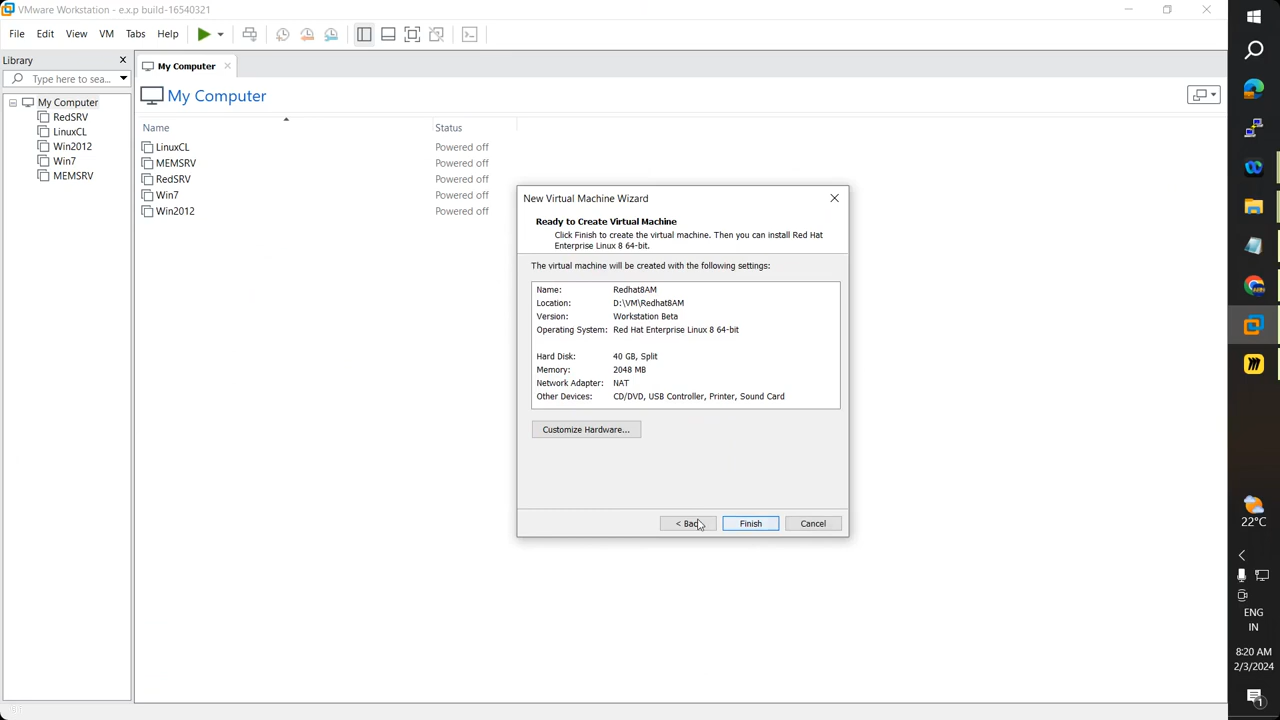 VMware Workstation - e.x.p build-16540321
File Edit View VM Tabs Help
Library
Type here to sea...
My Computer
RedSRV
LinuxCL
Win2012
Win7
MEMSRV
My Computer
My Computer
Name Status
LinuxCL Powered off
MEMSRV Powered off
RedSRV Powered off
Win7 Powered off
Win2012 Powered off
New Virtual Machine Wizard
Ready to Create Virtual Machine
Click Finish to create the virtual machine. Then you can install Red Hat
Enterprise Linux 8 64-bit.
The virtual machine will be created with the following settings:
Name: Redhat8AM
Location: D:\VM\Redhat8AM
Version: Workstation Beta
Operating System: Red Hat Enterprise Linux 8 64-bit
Hard Disk: 40 GB, Split
Memory: 2048 MB
Network Adapter: NAT
Other Devices: CD/DVD, USB Controller, Printer, Sound Card
Customize Hardware...
< Back Finish Cancel
22°C
ENG
IN
8:20 AM
2/3/2024
1